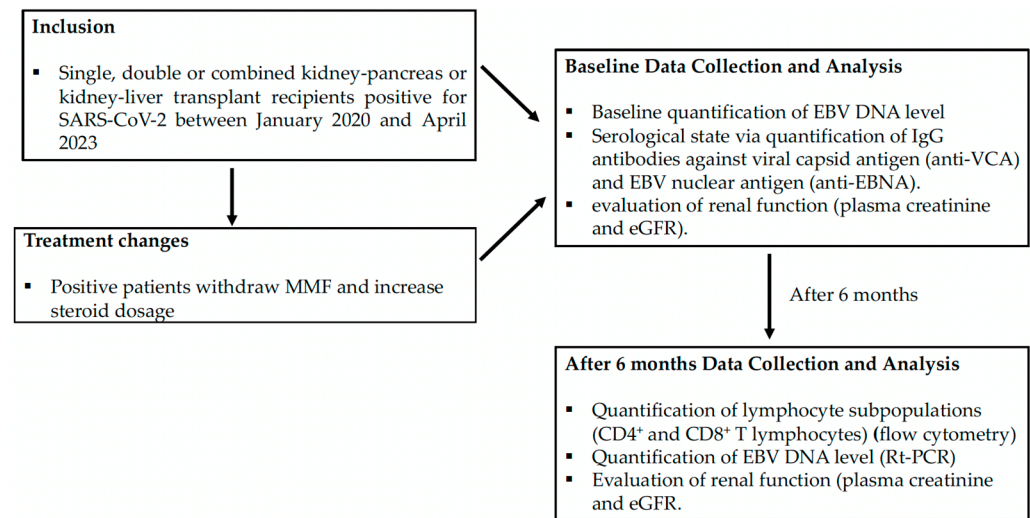 Inclusion
▪ Single, double or combined kidney-pancreas or
kidney-liver transplant recipients positive for
SARS-CoV-2 between January 2020 and April
2023
Treatment changes
▪ Positive patients withdraw MMF and increase
steroid dosage
Baseline Data Collection and Analysis
▪ Baseline quantification of EBV DNA level
▪ Serological state via quantification of IgG
antibodies against viral capsid antigen (anti-VCA)
and EBV nuclear antigen (anti-EBNA).
▪ evaluation of renal function (plasma creatinine
and eGFR).
After 6 months
After 6 months Data Collection and Analysis
▪ Quantification of lymphocyte subpopulations
(CD4⁺ and CD8⁺ T lymphocytes) (flow cytometry)
▪ Quantification of EBV DNA level (Rt-PCR)
▪ Evaluation of renal function (plasma creatinine
and eGFR.